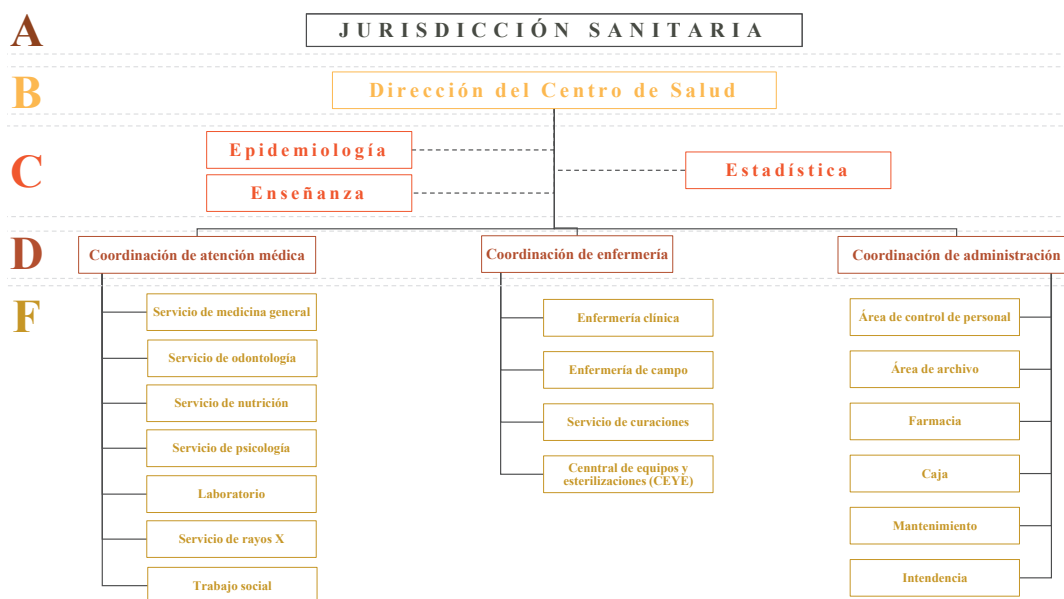 A
JURISDICCIÓN SANITARIA
B
Dirección del Centro de Salud
C
Epidemiología
Enseñanza
Estadística
D
Coordinación de atención médica
Coordinación de enfermería
Coordinación de administración
F
Servicio de medicina general
Servicio de odontología
Servicio de nutrición
Servicio de psicología
Laboratorio
Servicio de rayos X
Trabajo social
Enfermería clínica
Enfermería de campo
Servicio de curaciones
Cenntral de equipos y
esterilizaciones (CEYE)
Área de control de personal
Área de archivo
Farmacia
Caja
Mantenimiento
Intendencia